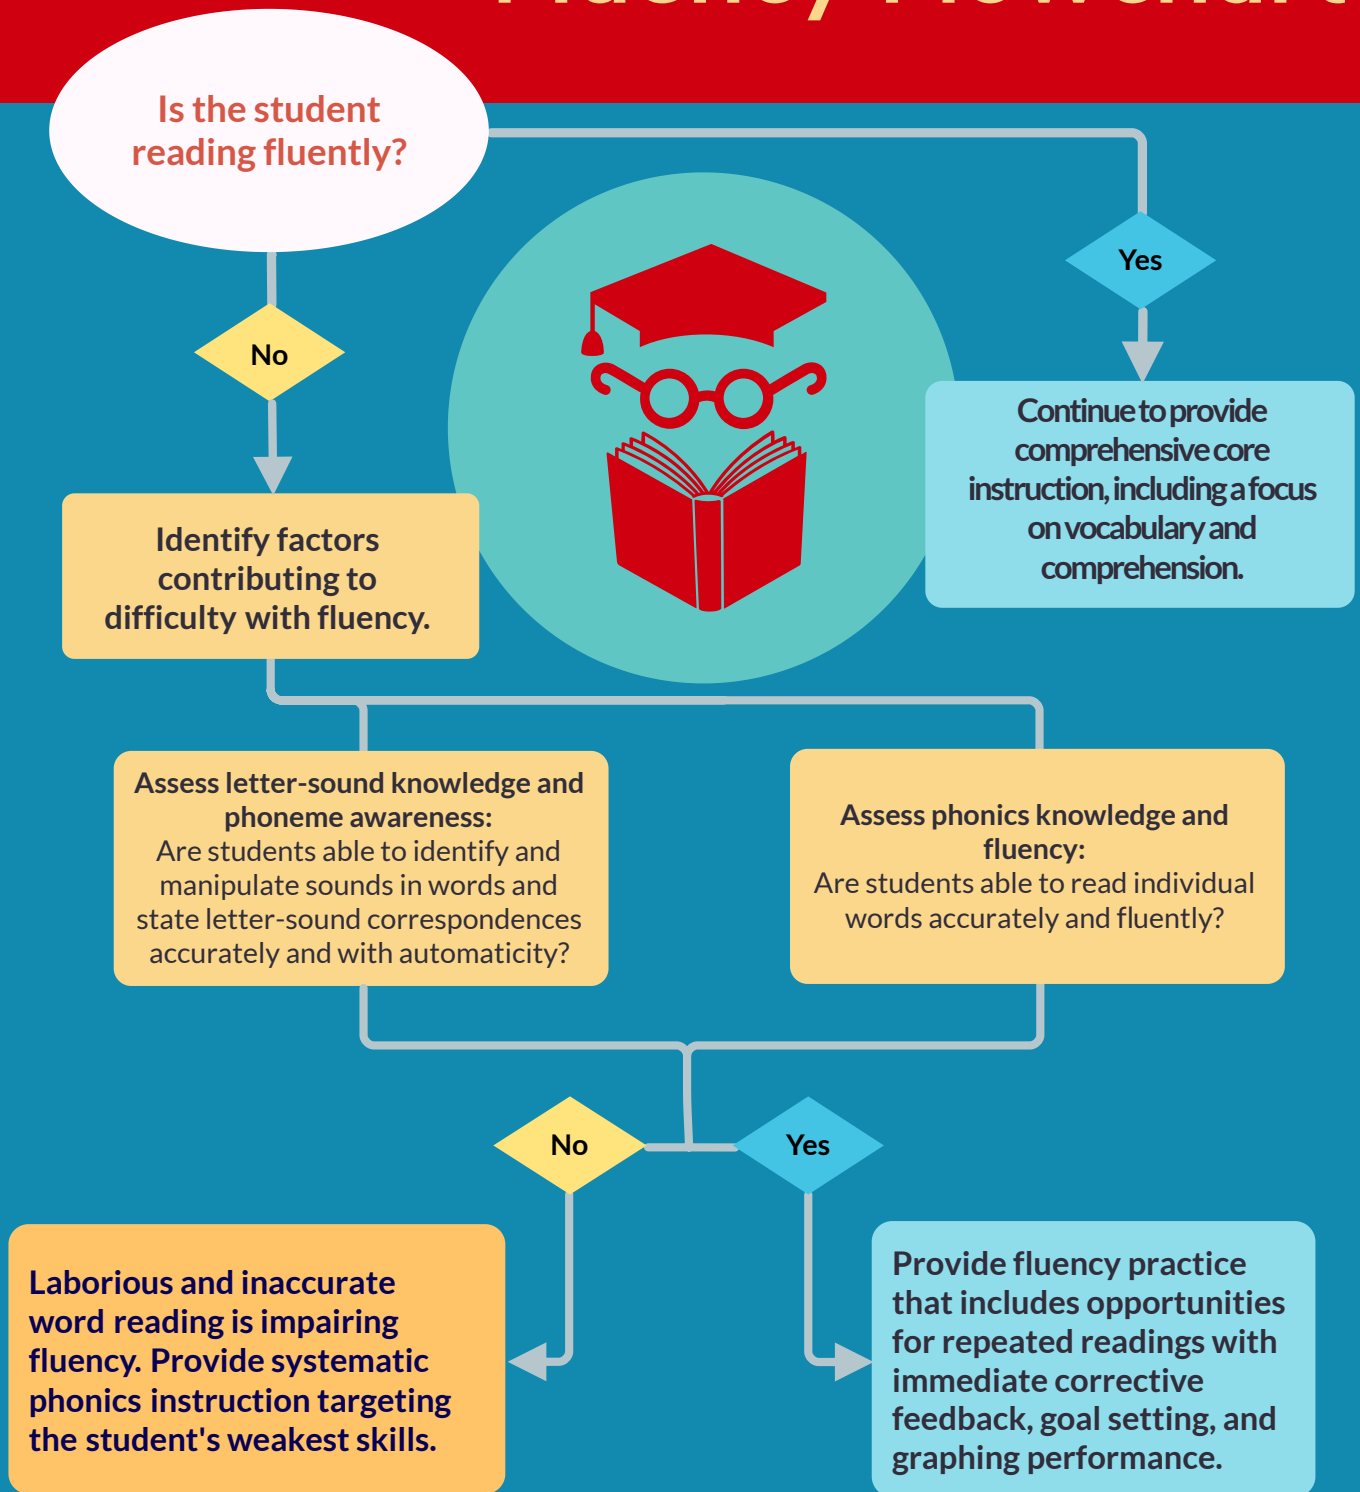 Fluency Flowchart
Is the student
reading fluently?
Yes
No
Continue to provide
comprehensive core
instruction, including a focus
on vocabulary and
comprehension.
Identify factors
contributing to
difficulty with fluency.
Assess letter-sound knowledge and
phoneme awareness:
Are students able to identify and
manipulate sounds in words and
state letter-sound correspondences
accurately and with automaticity?
Assess phonics knowledge and
fluency:
Are students able to read individual
words accurately and fluently?
No
Yes
Laborious and inaccurate
word reading is impairing
fluency. Provide systematic
phonics instruction targeting
the student's weakest skills.
Provide fluency practice
that includes opportunities
for repeated readings with
immediate corrective
feedback, goal setting, and
graphing performance.